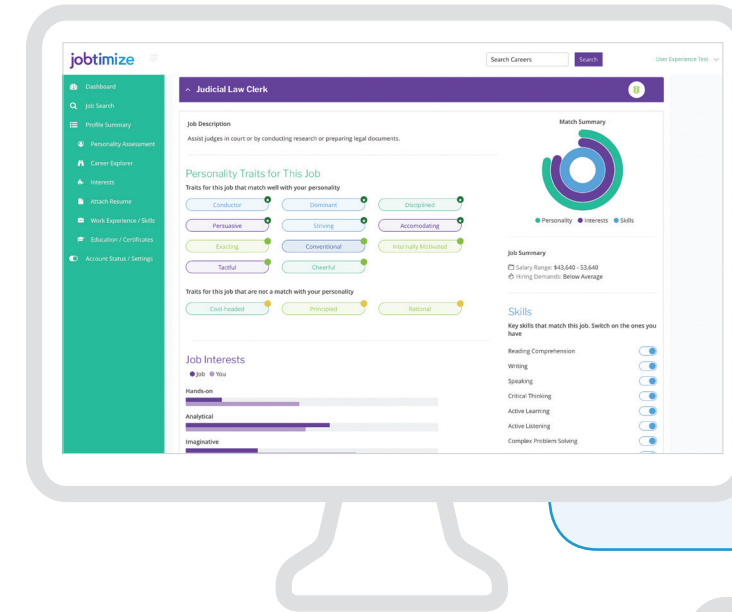 jobtimize
Search Careers
Search
User Experience Test
Dashboard
Job Search
Profile Summary
Personality Assessment
Career Explorer
Interests
Attach Resume
Work Experience / Skills
Education / Certificates
Account Status / Settings
Judicial Law Clerk
Job Description
Assist judges in court or by conducting research or preparing legal documents.
Personality Traits for This Job
Traits for this job that match well with your personality
Conductor
Dominant
Disciplined
Persuasive
Striving
Accomodating
Exacting
Conventional
Internally Motivated
Tactful
Cheerful
Traits for this job that are not a match with your personality
Cool-headed
Principled
Rational
Job Interests
Job You
Hands-on
Analytical
Imaginative
Match Summary
Personality Interests Skills
Job Summary
Salary Range: $43,640 - 53,640
Hiring Demands: Below Average
Skills
Key skills that match this job. Switch on the ones you
have
Reading Comprehension
Writing
Speaking
Critical Thinking
Active Learning
Active Listening
Complex Problem Solving